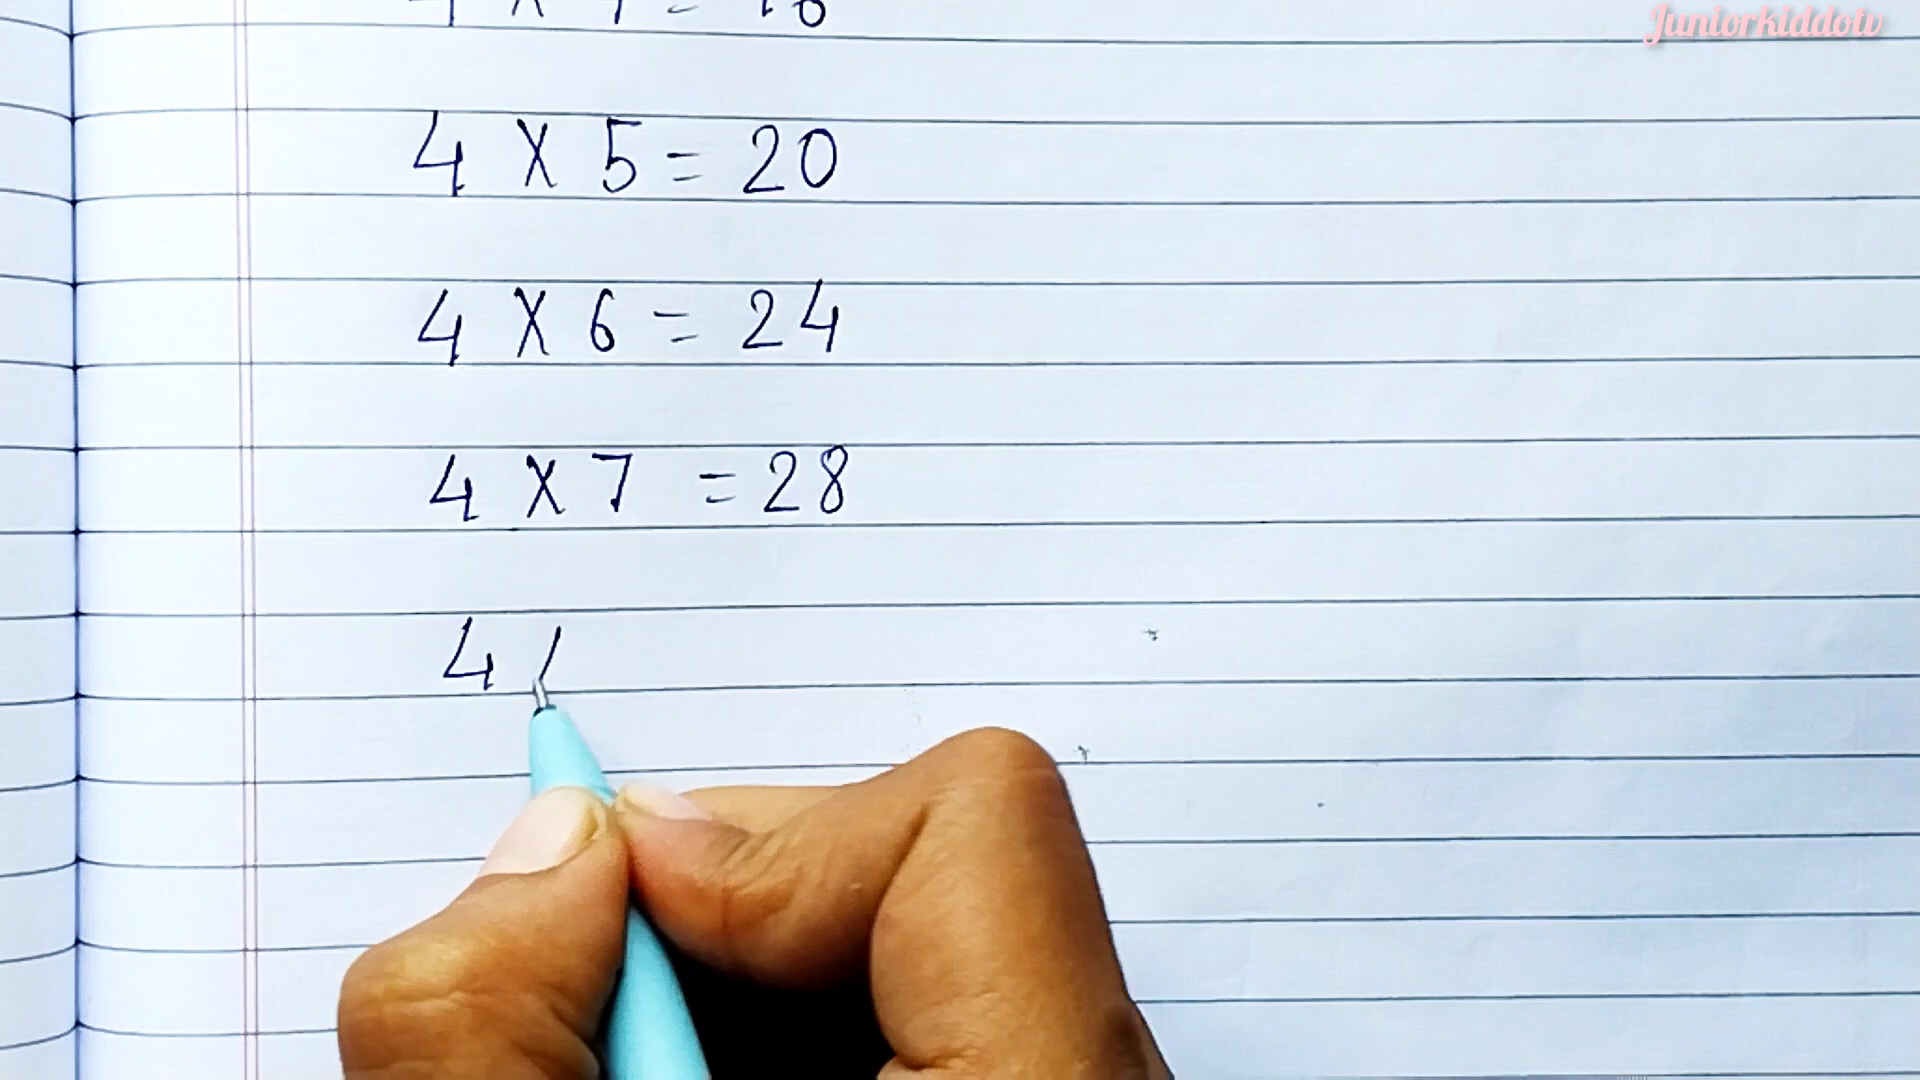 Juniorkiddotv
4 X 5 = 20
4 X 6 = 24
4 X 7 = 28
4